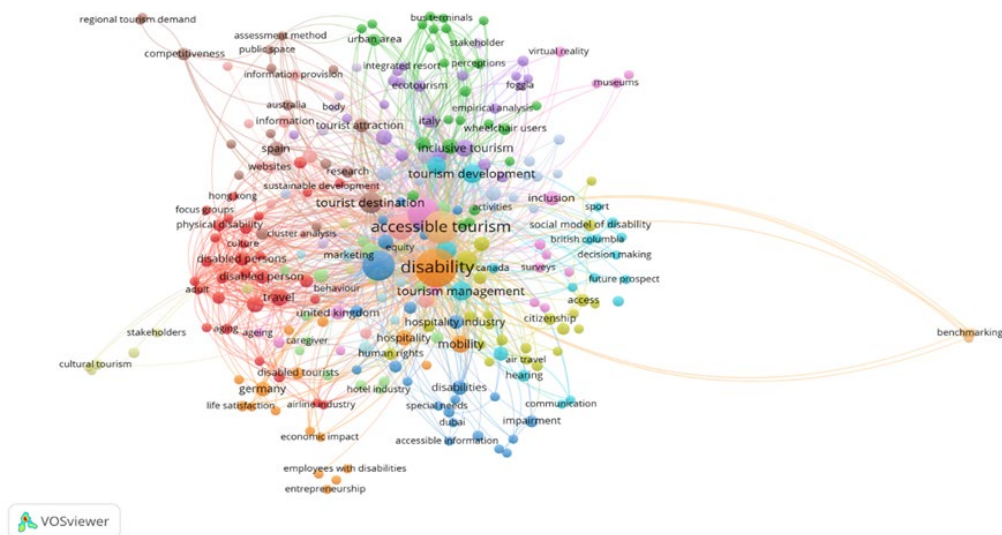 regional tourism demand
bus terminals
assessment method
urban area
stakeholder
public space
competitiveness
virtual reality
integrated resort
perceptions
information provision
ecotourism
foggia
museums
australia
body
empirical analysis
information
tourist attraction
italy
wheelchair users
spain
inclusive tourism
websites
research
tourism development
sustainable development
hong kong
tourist destination
activities
inclusion
sport
focus groups
physical disability
accessible tourism
social model of disability
cluster analysis
culture
equity
british columbia
disabled persons
marketing
decision making
disability
canada
surveys
disabled person
behaviour
future prospect
adult
travel
tourism management
access
united kingdom
citizenship
stakeholders
aging
ageing
hospitality industry
benchmarking
caregiver
hospitality
mobility
human rights
air travel
cultural tourism
disabled tourists
hearing
germany
hotel industry
disabilities
life satisfaction
airline industry
special needs
communication
dubai
impairment
economic impact
accessible information
employees with disabilities
entrepreneurship
VOSviewer